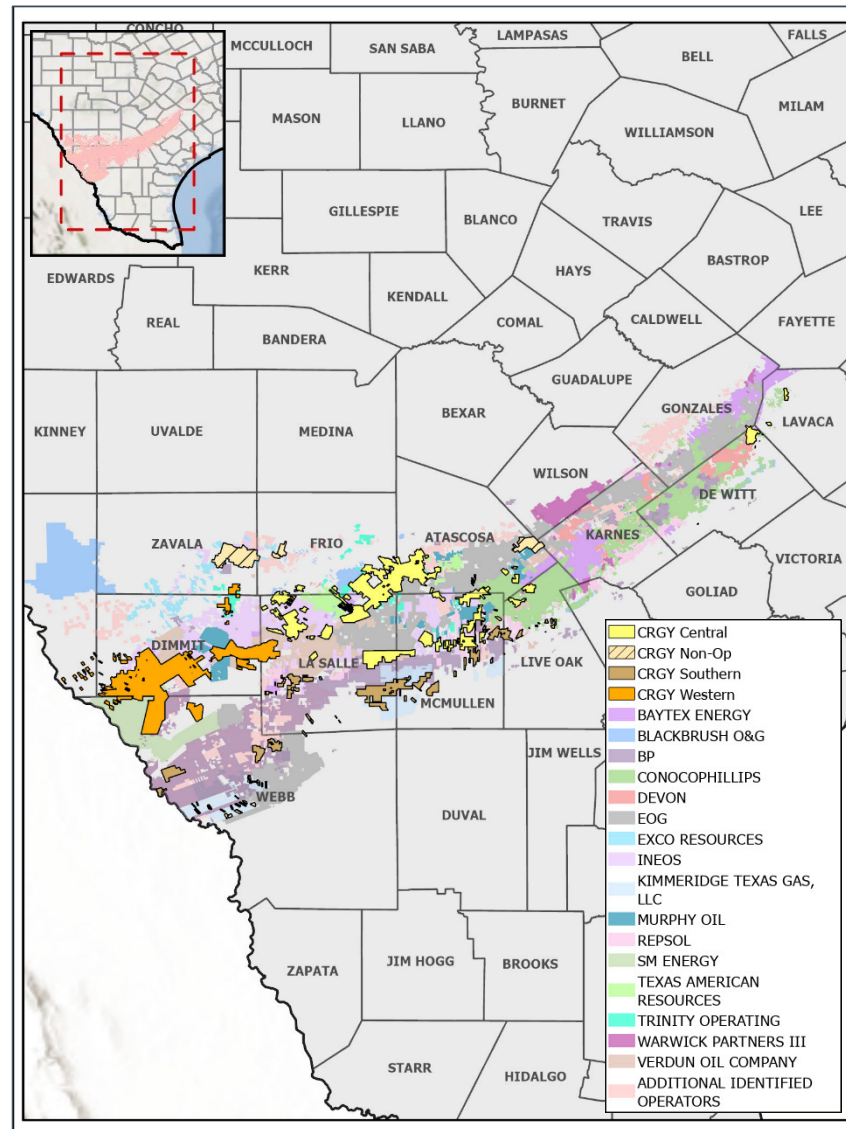 CONCHO
MCCULLOCH
SAN SABA
LAMPASAS
FALLS
BELL
MASON
LLANO
BURNET
MILAM
WILLIAMSON
GILLESPIE
BLANCO
TRAVIS
LEE
EDWARDS
KERR
KENDALL
HAYS
BASTROP
REAL
BANDERA
COMAL
CALDWELL
FAYETTE
GUADALUPE
KINNEY
UVALDE
MEDINA
BEXAR
GONZALES
LAVACA
WILSON
DE WITT
ZAVALA
FRIO
ATASCOSA
KARNES
VICTORIA
GOLIAD
DIMMIT
LA SALLE
MCMULLEN
LIVE OAK
JIM WELLS
WEBB
DUVAL
ZAPATA
JIM HOGG
BROOKS
STARR
HIDALGO
CRGY Central
CRGY Non-Op
CRGY Southern
CRGY Western
BAYTEX ENERGY
BLACKBRUSH O&G
BP
CONOCOPHILLIPS
DEVON
EOG
EXCO RESOURCES
INEOS
KIMMERIDGE TEXAS GAS,
LLC
MURPHY OIL
REPSOL
SM ENERGY
TEXAS AMERICAN
RESOURCES
TRINITY OPERATING
WARWICK PARTNERS III
VERDUN OIL COMPANY
ADDITIONAL IDENTIFIED
OPERATORS